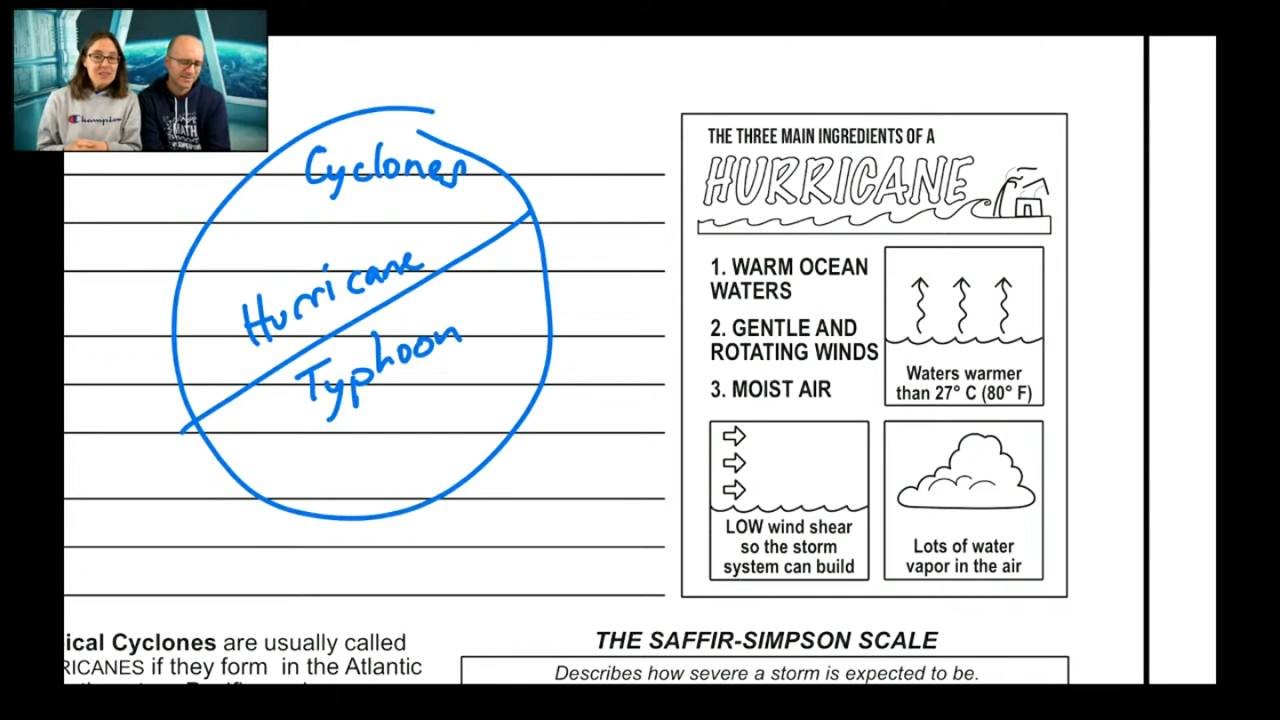 Champion
MATH
Cyclones
Hurricane
Typhoon
THE THREE MAIN INGREDIENTS OF A
HURRICANE
1. WARM OCEAN
WATERS
2. GENTLE AND
ROTATING WINDS
3. MOIST AIR
Waters warmer
than 27° C (80° F)
LOW wind shear
so the storm
system can build
Lots of water
vapor in the air
ical Cyclones are usually called
RICANES if they form in the Atlantic
THE SAFFIR-SIMPSON SCALE
Describes how severe a storm is expected to be.